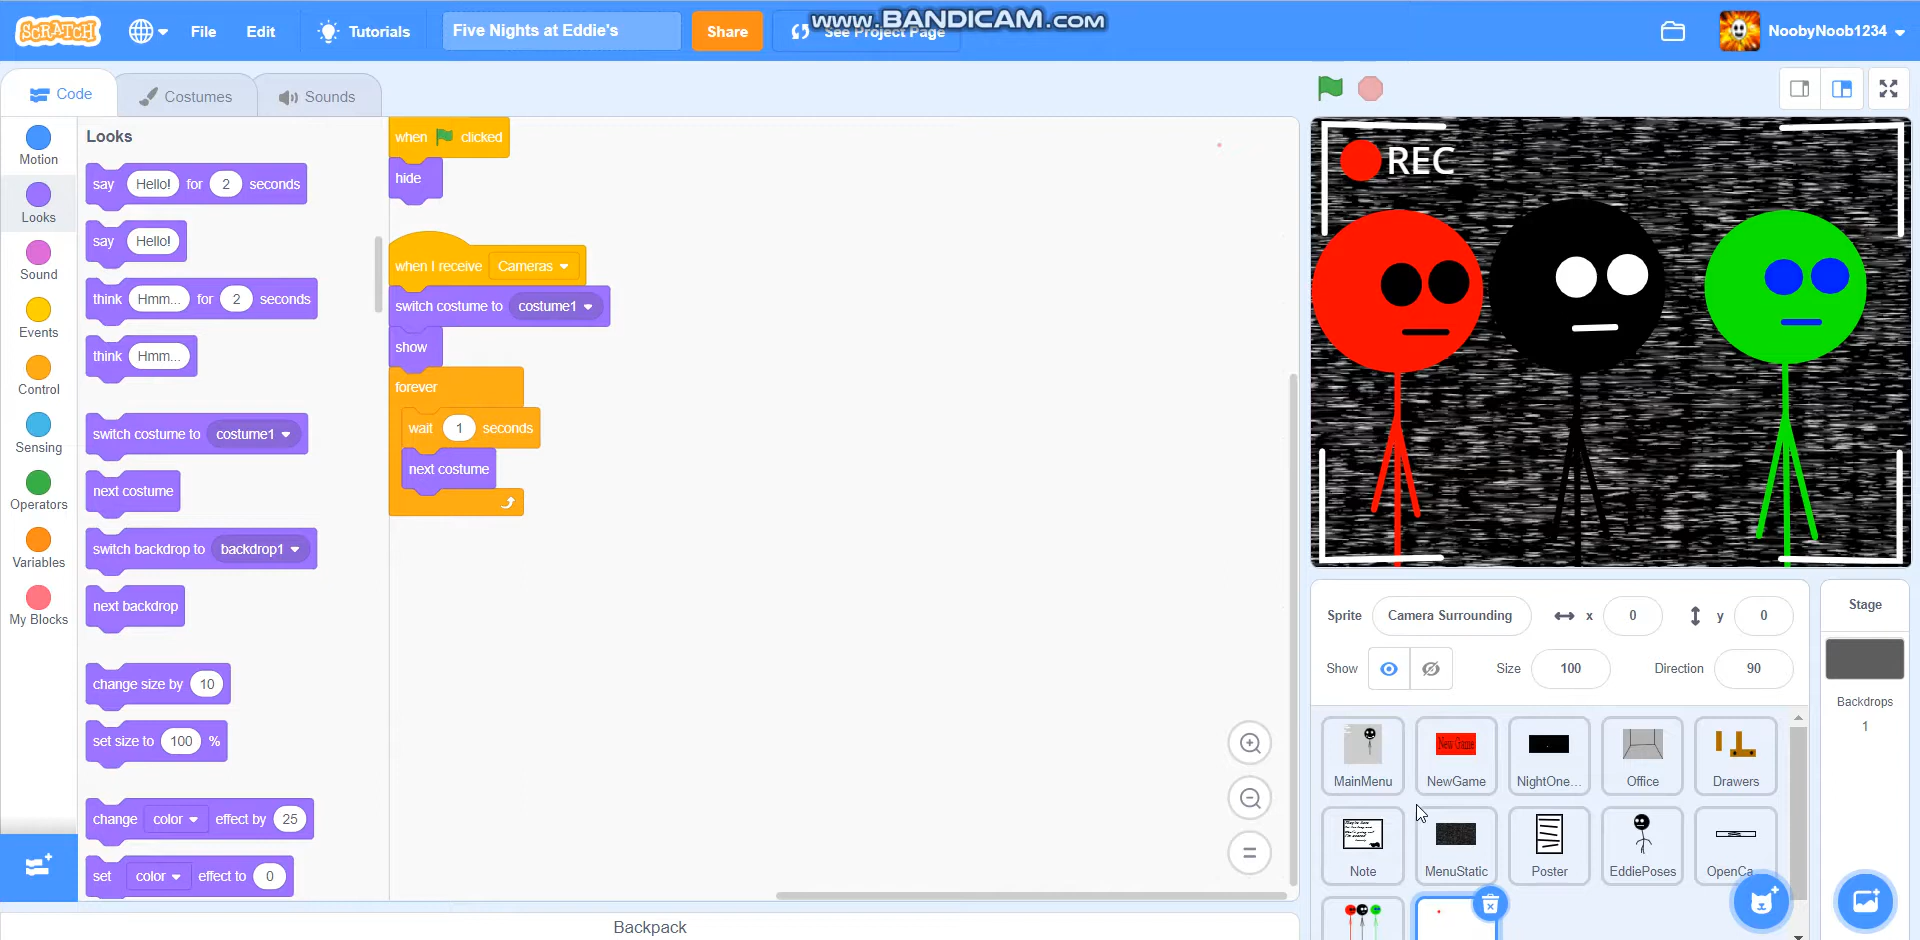 SCRATCH
File
Edit
Tutorials
Five Nights at Eddie's
Share
See Project Page
www.BANDICAM.com
NoobyNoob1234
Code
Costumes
Sounds
Motion
Looks
Sound
Events
Control
Sensing
Operators
Variables
My Blocks
Looks
say Hello! for 2 seconds
say Hello!
think Hmm... for 2 seconds
think Hmm...
switch costume to costume1
next costume
switch backdrop to backdrop1
next backdrop
change size by 10
set size to 100 %
change color effect by 25
set color effect to 0
when clicked
hide
when I receive Cameras
switch costume to costume1
show
forever
wait 1 seconds
next costume
Backpack
REC
Sprite Camera Surrounding x 0 y 0
Show Size 100 Direction 90
MainMenu
NewGame
New Game
NightOne...
Office
Drawers
Note
MenuStatic
Poster
EddiePoses
OpenCa
Stage
Backdrops
1